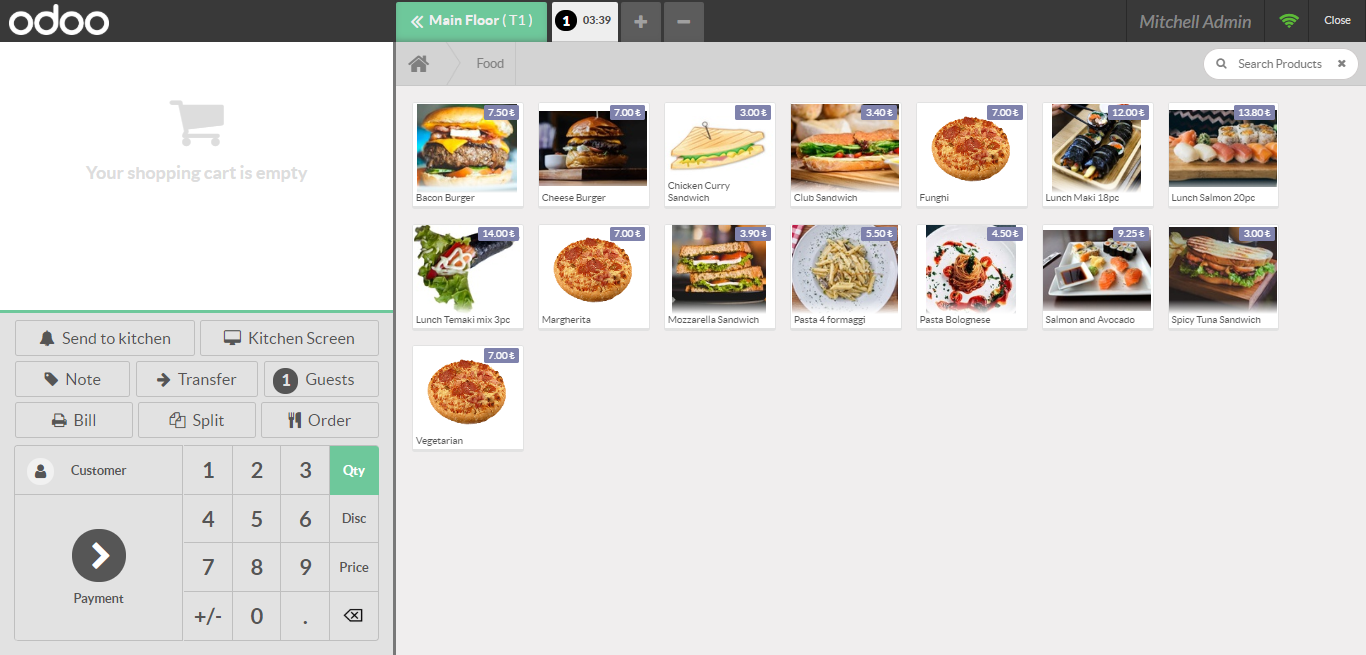 odoo
Main Floor ( T1 )
1 03:39
+
−
Mitchell Admin
Close
Food
Search Products
Your shopping cart is empty
7.50 ₺
Bacon Burger
7.00 ₺
Cheese Burger
3.00 ₺
Chicken Curry
Sandwich
3.40 ₺
Club Sandwich
7.00 ₺
Funghi
12.00 ₺
Lunch Maki 18pc
13.80 ₺
Lunch Salmon 20pc
14.00 ₺
Lunch Temaki mix 3pc
7.00 ₺
Margherita
3.90 ₺
Mozzarella Sandwich
5.50 ₺
Pasta 4 formaggi
4.50 ₺
Pasta Bolognese
9.25 ₺
Salmon and Avocado
3.00 ₺
Spicy Tuna Sandwich
7.00 ₺
Vegetarian
Send to kitchen
Kitchen Screen
Note
Transfer
1 Guests
Bill
Split
Order
Customer
Payment
1 2 3 Qty
4 5 6 Disc
7 8 9 Price
+/- 0 .